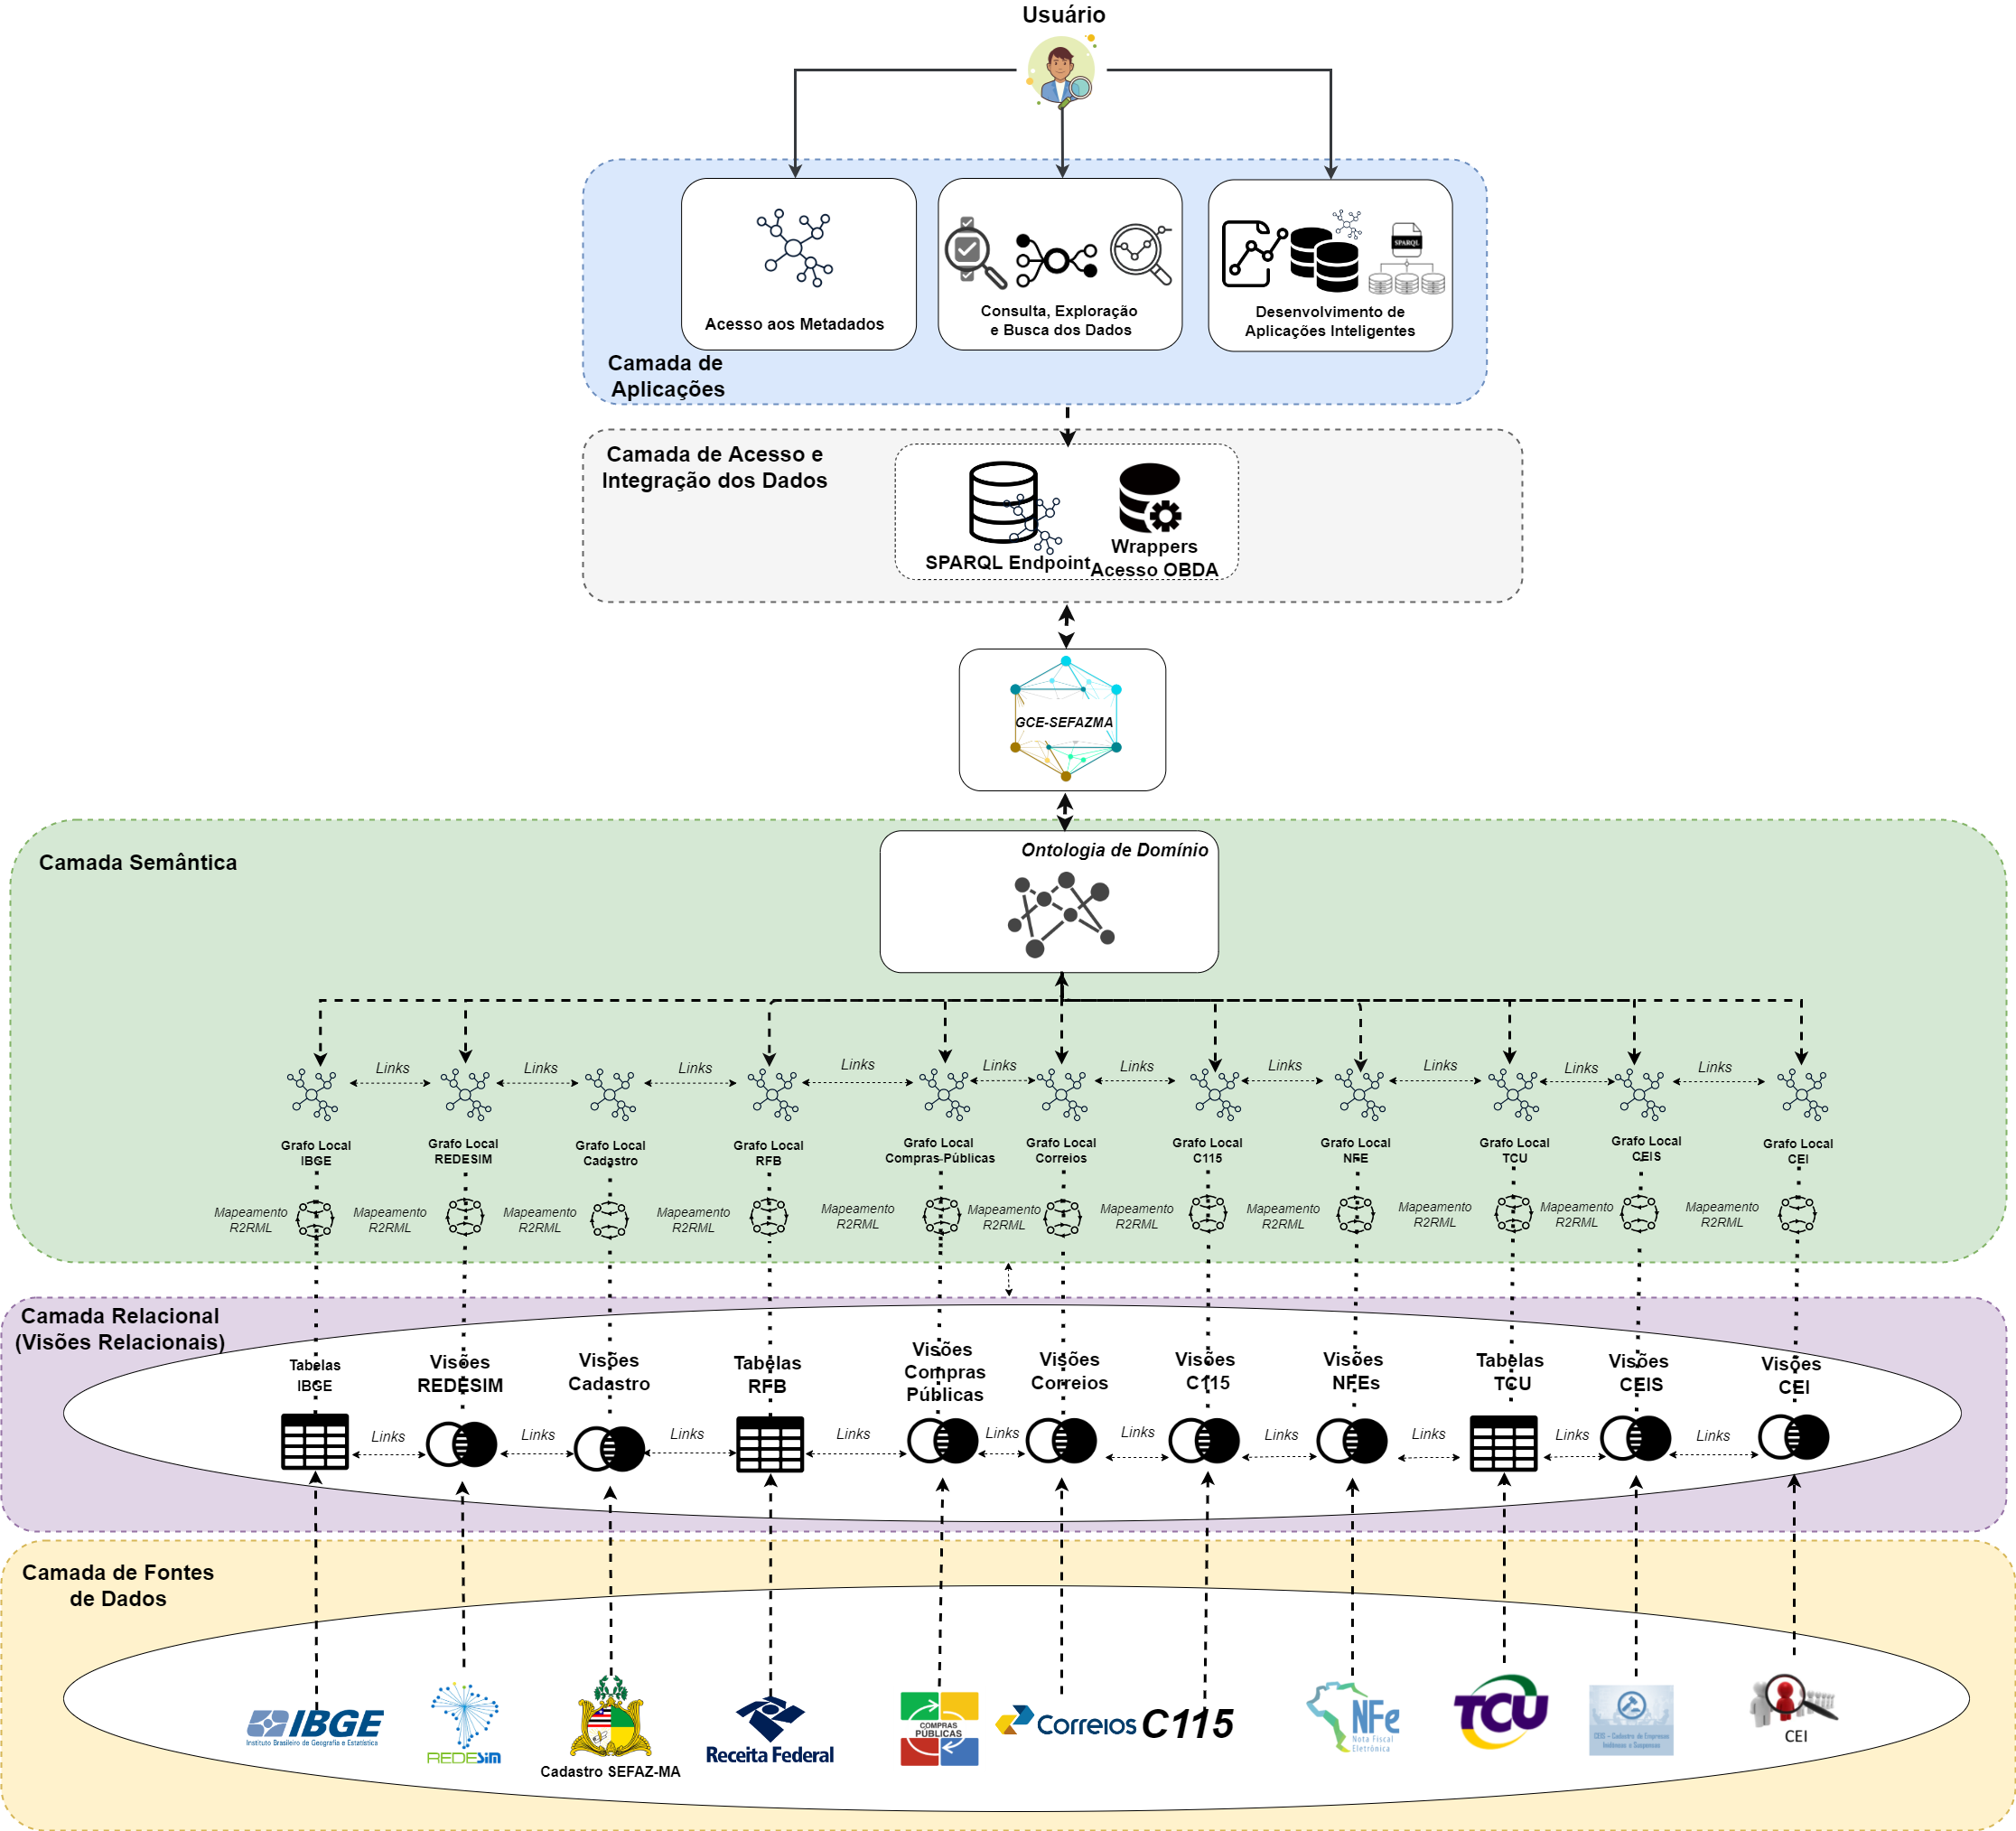 Usuário
Acesso aos Metadados
Consulta, Exploração
e Busca dos Dados
SPARQL
Desenvolvimento de
Aplicações Inteligentes
Camada de
Aplicações
Camada de Acesso e
Integração dos Dados
SPARQL Endpoint
Wrappers
Acesso OBDA
GCE-SEFAZMA
Camada Semântica
Ontologia de Domínio
Links
Links
Links
Links
Links
Links
Links
Links
Links
Links
Grafo Local
IBGE
Grafo Local
REDESIM
Grafo Local
Cadastro
Grafo Local
RFB
Grafo Local
Compras Públicas
Grafo Local
Correios
Grafo Local
C115
Grafo Local
NFE
Grafo Local
TCU
Grafo Local
CEIS
Grafo Local
CEI
Mapeamento
R2RML
Mapeamento
R2RML
Mapeamento
R2RML
Mapeamento
R2RML
Mapeamento
R2RML
Mapeamento
R2RML
Mapeamento
R2RML
Mapeamento
R2RML
Mapeamento
R2RML
Mapeamento
R2RML
Mapeamento
R2RML
Camada Relacional
(Visões Relacionais)
Tabelas
IBGE
Visões
REDESIM
Visões
Cadastro
Tabelas
RFB
Visões
Compras
Públicas
Visões
Correios
Visões
C115
Visões
NFEs
Tabelas
TCU
Visões
CEIS
Visões
CEI
Links
Links
Links
Links
Links
Links
Links
Links
Links
Links
Camada de Fontes
de Dados
IBGE
Instituto Brasileiro de Geografia e Estatística
REDESIM
Cadastro SEFAZ-MA
Receita Federal
COMPRAS
PÚBLICAS
Correios
C115
NFe
Nota Fiscal
Eletrônica
TCU
CEIS - Cadastro de Empresas
Inidôneas e Suspensas
CEI